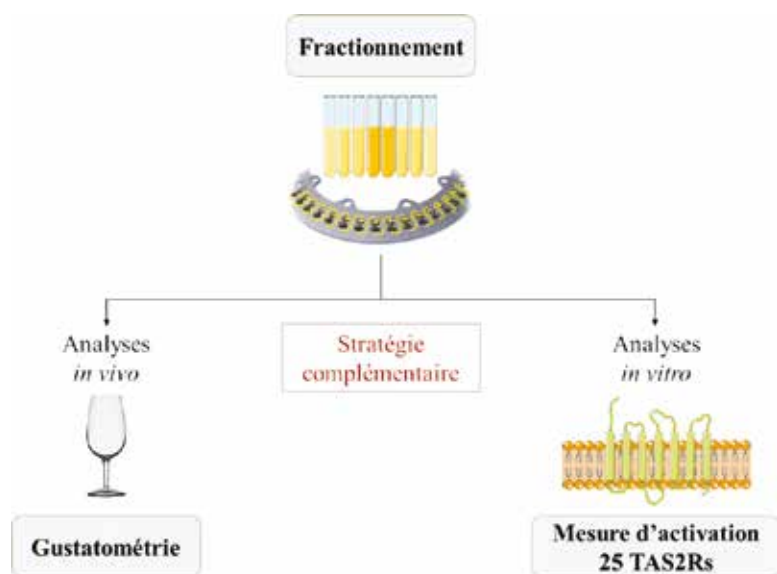 Fractionnement
Analyses
in vivo
Stratégie
complémentaire
Analyses
in vitro
Gustatométrie
Mesure d'activation
25 TAS2Rs